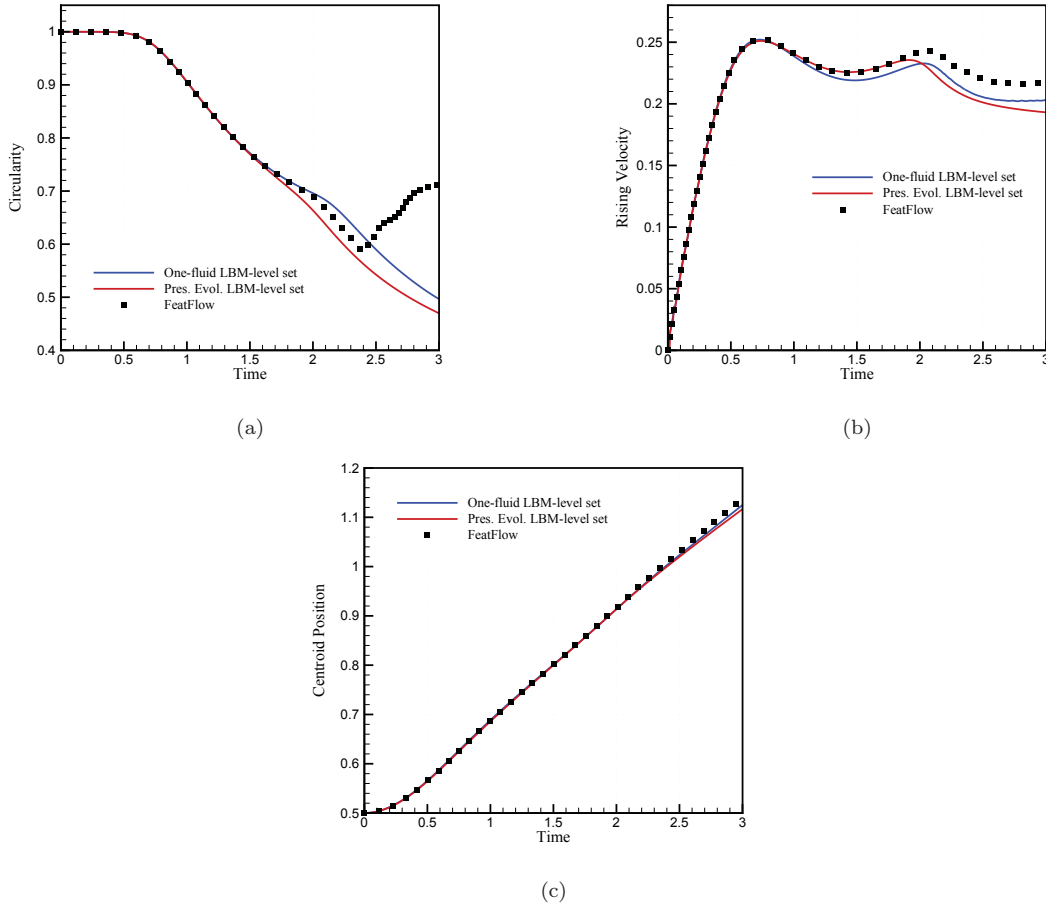 1
0.9
0.8
0.7
0.6
0.5
0.4
Circularity
One-fluid LBM-level set
Pres. Evol. LBM-level set
FeatFlow
0 0.5 1 1.5 2 2.5 3
Time
(a)
0.25
0.2
0.15
0.1
0.05
0
Rising Velocity
One-fluid LBM-level set
Pres. Evol. LBM-level set
FeatFlow
0 0.5 1 1.5 2 2.5 3
Time
(b)
1.2
1.1
1
0.9
0.8
0.7
0.6
0.5
Centroid Position
One-fluid LBM-level set
Pres. Evol. LBM-level set
FeatFlow
0 0.5 1 1.5 2 2.5 3
Time
(c)